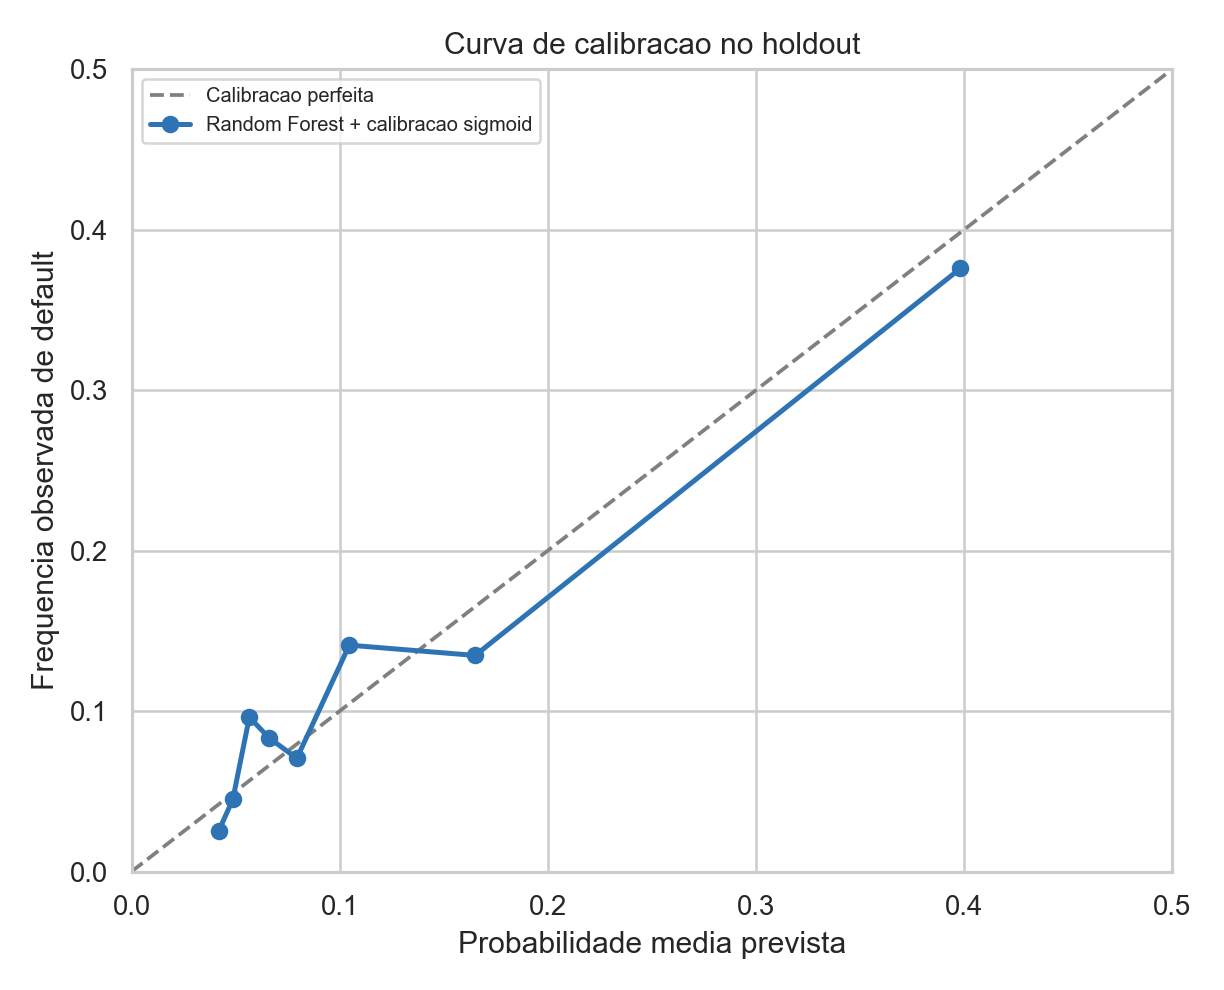 Curva de calibracao no holdout
Calibracao perfeita
Random Forest + calibracao sigmoid
Frequencia observada de default
0.5
0.4
0.3
0.2
0.1
0.0
0.0 0.1 0.2 0.3 0.4 0.5
Probabilidade media prevista